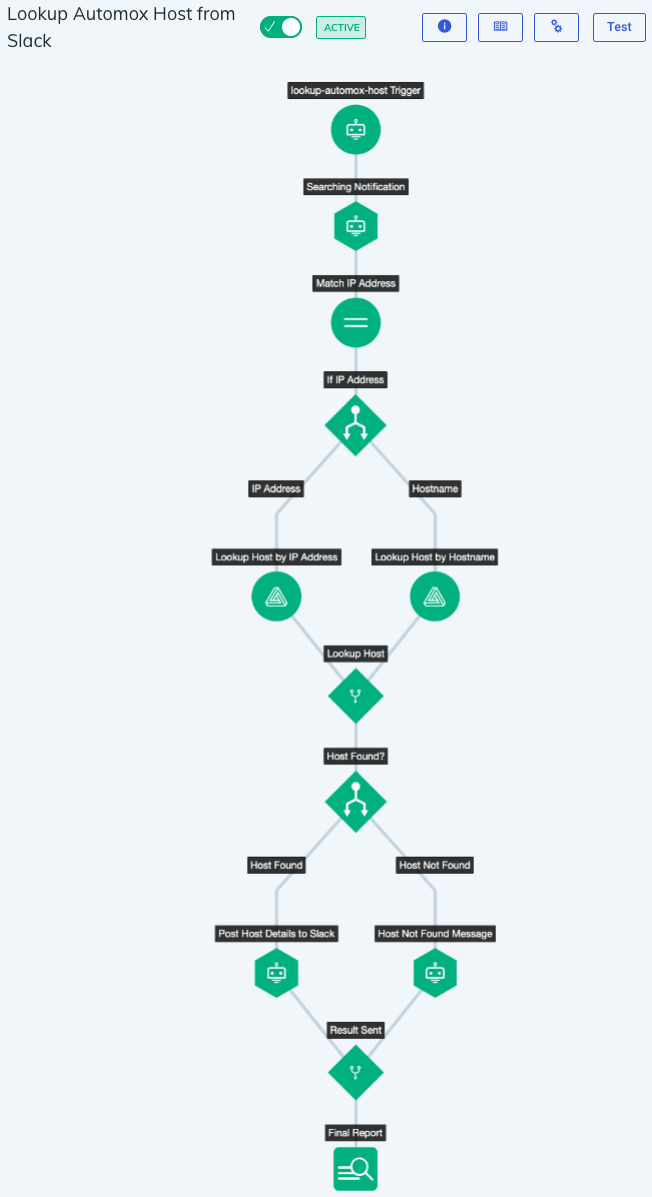 Lookup Automox Host from
Slack
ACTIVE
Test
lookup-automox-host Trigger
Searching Notification
Match IP Address
If IP Address
IP Address
Hostname
Lookup Host by IP Address
Lookup Host by Hostname
Lookup Host
Host Found?
Host Found
Host Not Found
Post Host Details to Slack
Host Not Found Message
Result Sent
Final Report